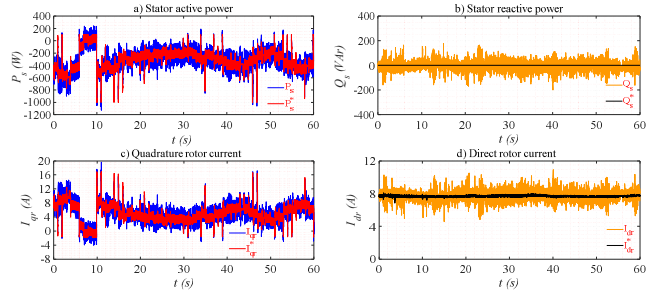 a) Stator active power
400
200
0
-200
-400
-600
-800
-1000
-1200
P_s (W)
P_s
P_s^*
0 10 20 30 40 50 60
t (s)
b) Stator reactive power
400
200
0
-200
-400
Q_s (VAr)
Q_s
Q_s^*
0 10 20 30 40 50 60
t (s)
c) Quadrature rotor current
20
16
12
8
4
0
-4
-8
I_qr (A)
I_qr
I_qr^*
0 10 20 30 40 50 60
t (s)
d) Direct rotor current
12
8
4
0
I_dr (A)
I_dr
I_dr^*
0 10 20 30 40 50 60
t (s)